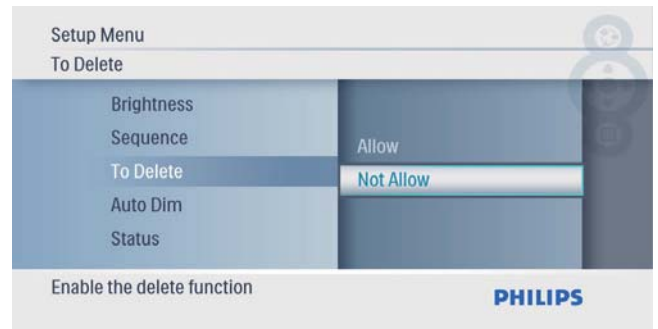 Setup Menu
To Delete
Brightness
Sequence
To Delete
Auto Dim
Status
Allow
Not Allow
Enable the delete function
PHILIPS